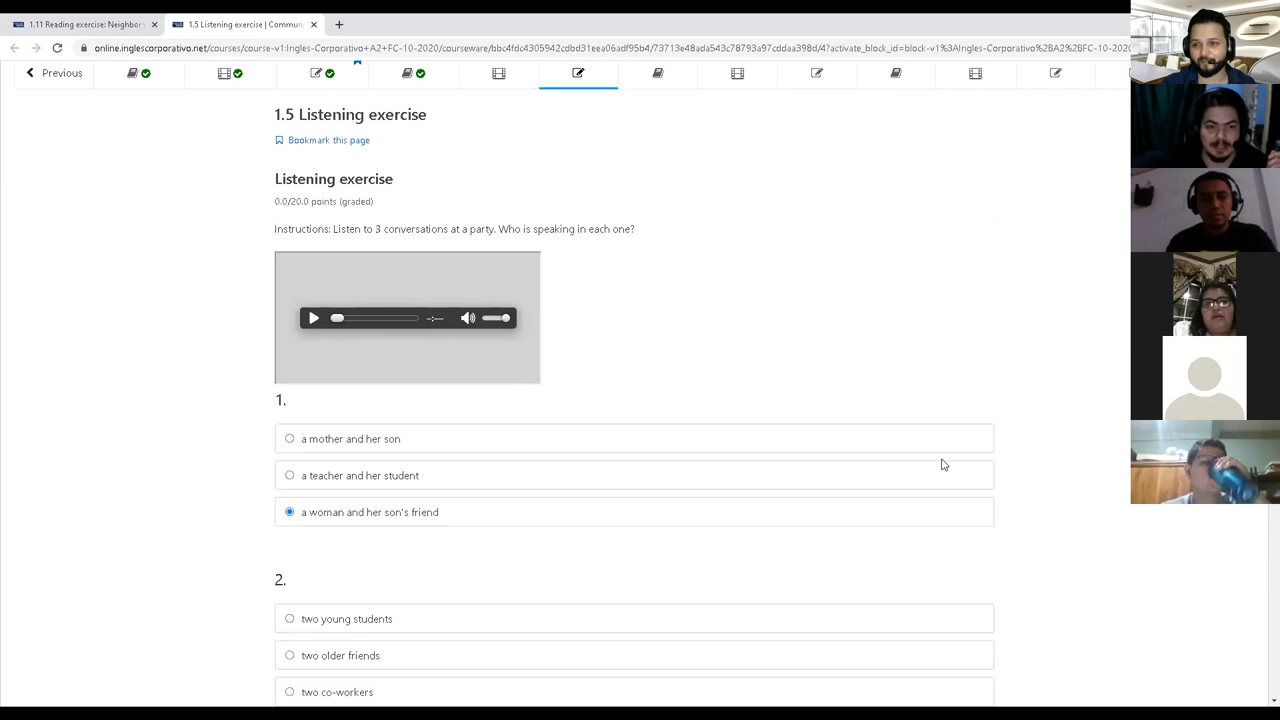 1.11 Reading exercise: Neighbor
1.5 Listening exercise | Commun
online.inglescorporativo.net/courses/course-v1:Ingles-Corporativo+A2+FC-10-2020/courseware/bbc4fdc4305942cdbd31eea06adf95b4/73713e48ada543c78793a97cddaa398d/4?activate_block_id=block-v1%3AIngles-Corporativo%2BA2%2BFC-10-202
Previous
1.5 Listening exercise
Bookmark this page
Listening exercise
0.0/20.0 points (graded)
Instructions: Listen to 3 conversations at a party. Who is speaking in each one?
-:--
1.
a mother and her son
a teacher and her student
a woman and her son's friend
2.
two young students
two older friends
two co-workers